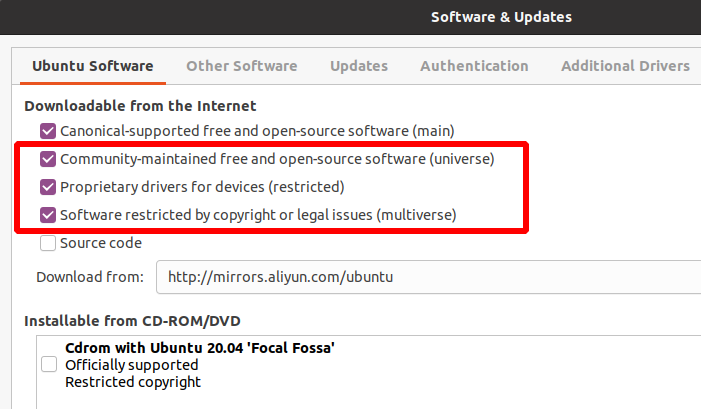 Software & Updates
Ubuntu Software Other Software Updates Authentication Additional Drivers
Downloadable from the Internet
Canonical-supported free and open-source software (main)
Community-maintained free and open-source software (universe)
Proprietary drivers for devices (restricted)
Software restricted by copyright or legal issues (multiverse)
Source code
Download from: http://mirrors.aliyun.com/ubuntu
Installable from CD-ROM/DVD
Cdrom with Ubuntu 20.04 'Focal Fossa'
Officially supported
Restricted copyright